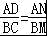 AD/BC = AN/BM